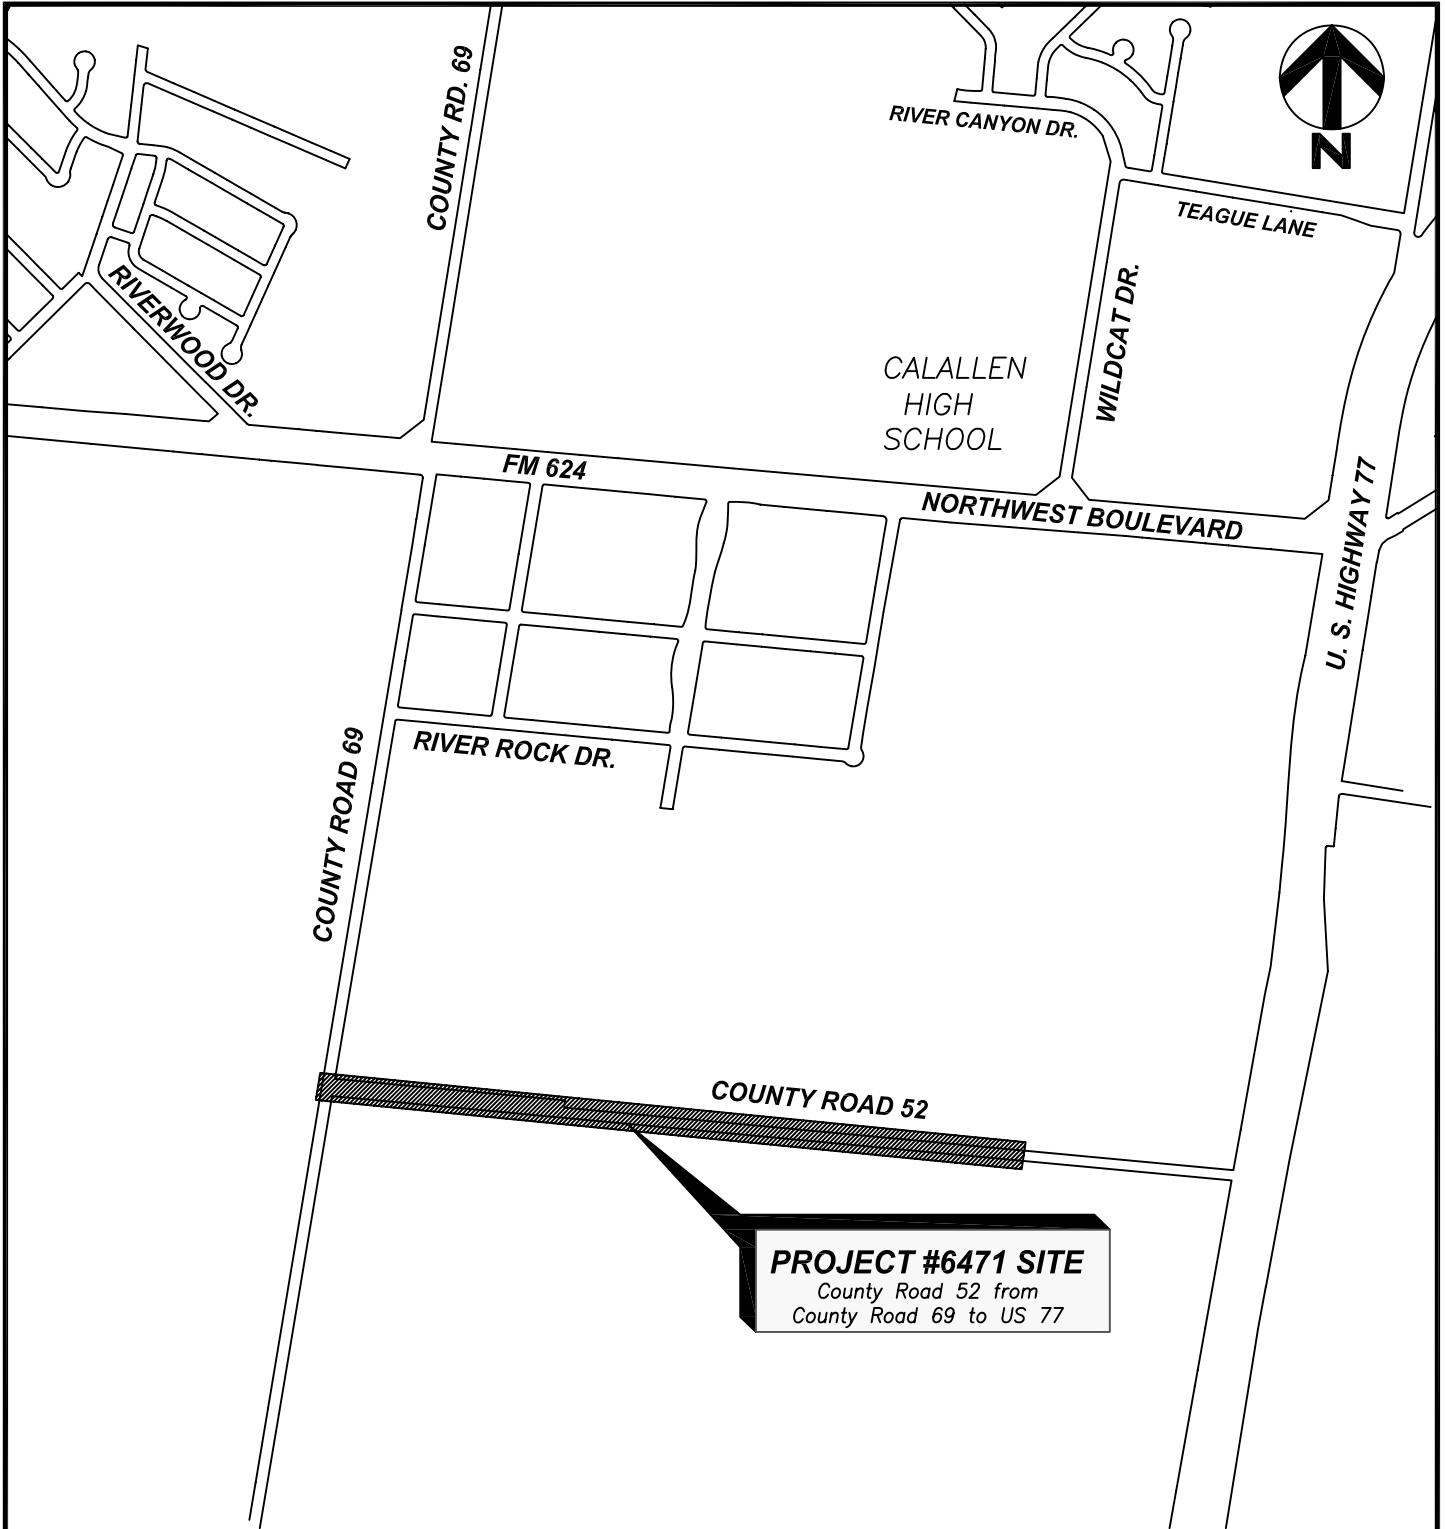 COUNTY RD. 69
RIVER CANYON DR.
N
TEAGUE LANE
RIVERWOOD DR.
WILDCAT DR.
CALALLEN
HIGH
SCHOOL
FM 624
NORTHWEST BOULEVARD
U. S. HIGHWAY 77
RIVER ROCK DR.
COUNTY ROAD 69
COUNTY ROAD 52
PROJECT #6471 SITE
County Road 52 from
County Road 69 to US 77